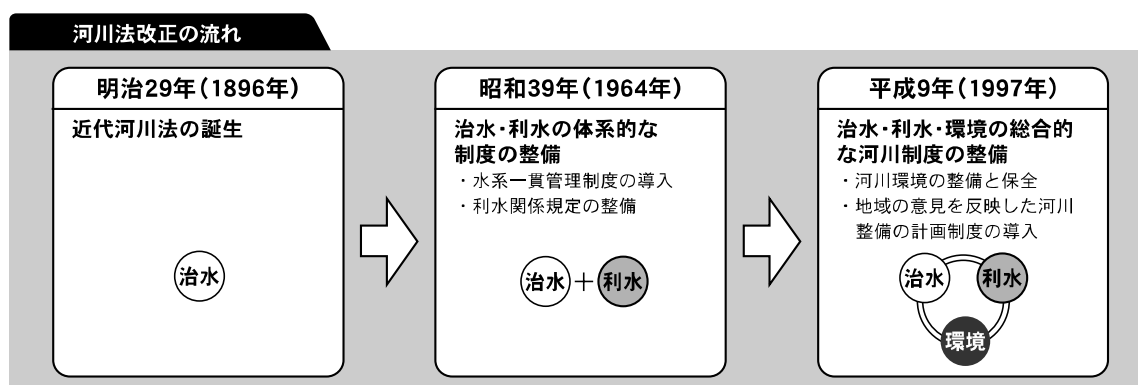 河川法改正の流れ
明治29年(1896年)
近代河川法の誕生
治水
昭和39年(1964年)
治水・利水の体系的な
制度の整備
・水系一貫管理制度の導入
・利水関係規定の整備
治水+利水
平成9年(1997年)
治水・利水・環境の総合的
な河川制度の整備
・河川環境の整備と保全
・地域の意見を反映した河川
整備の計画制度の導入
治水 利水
環境